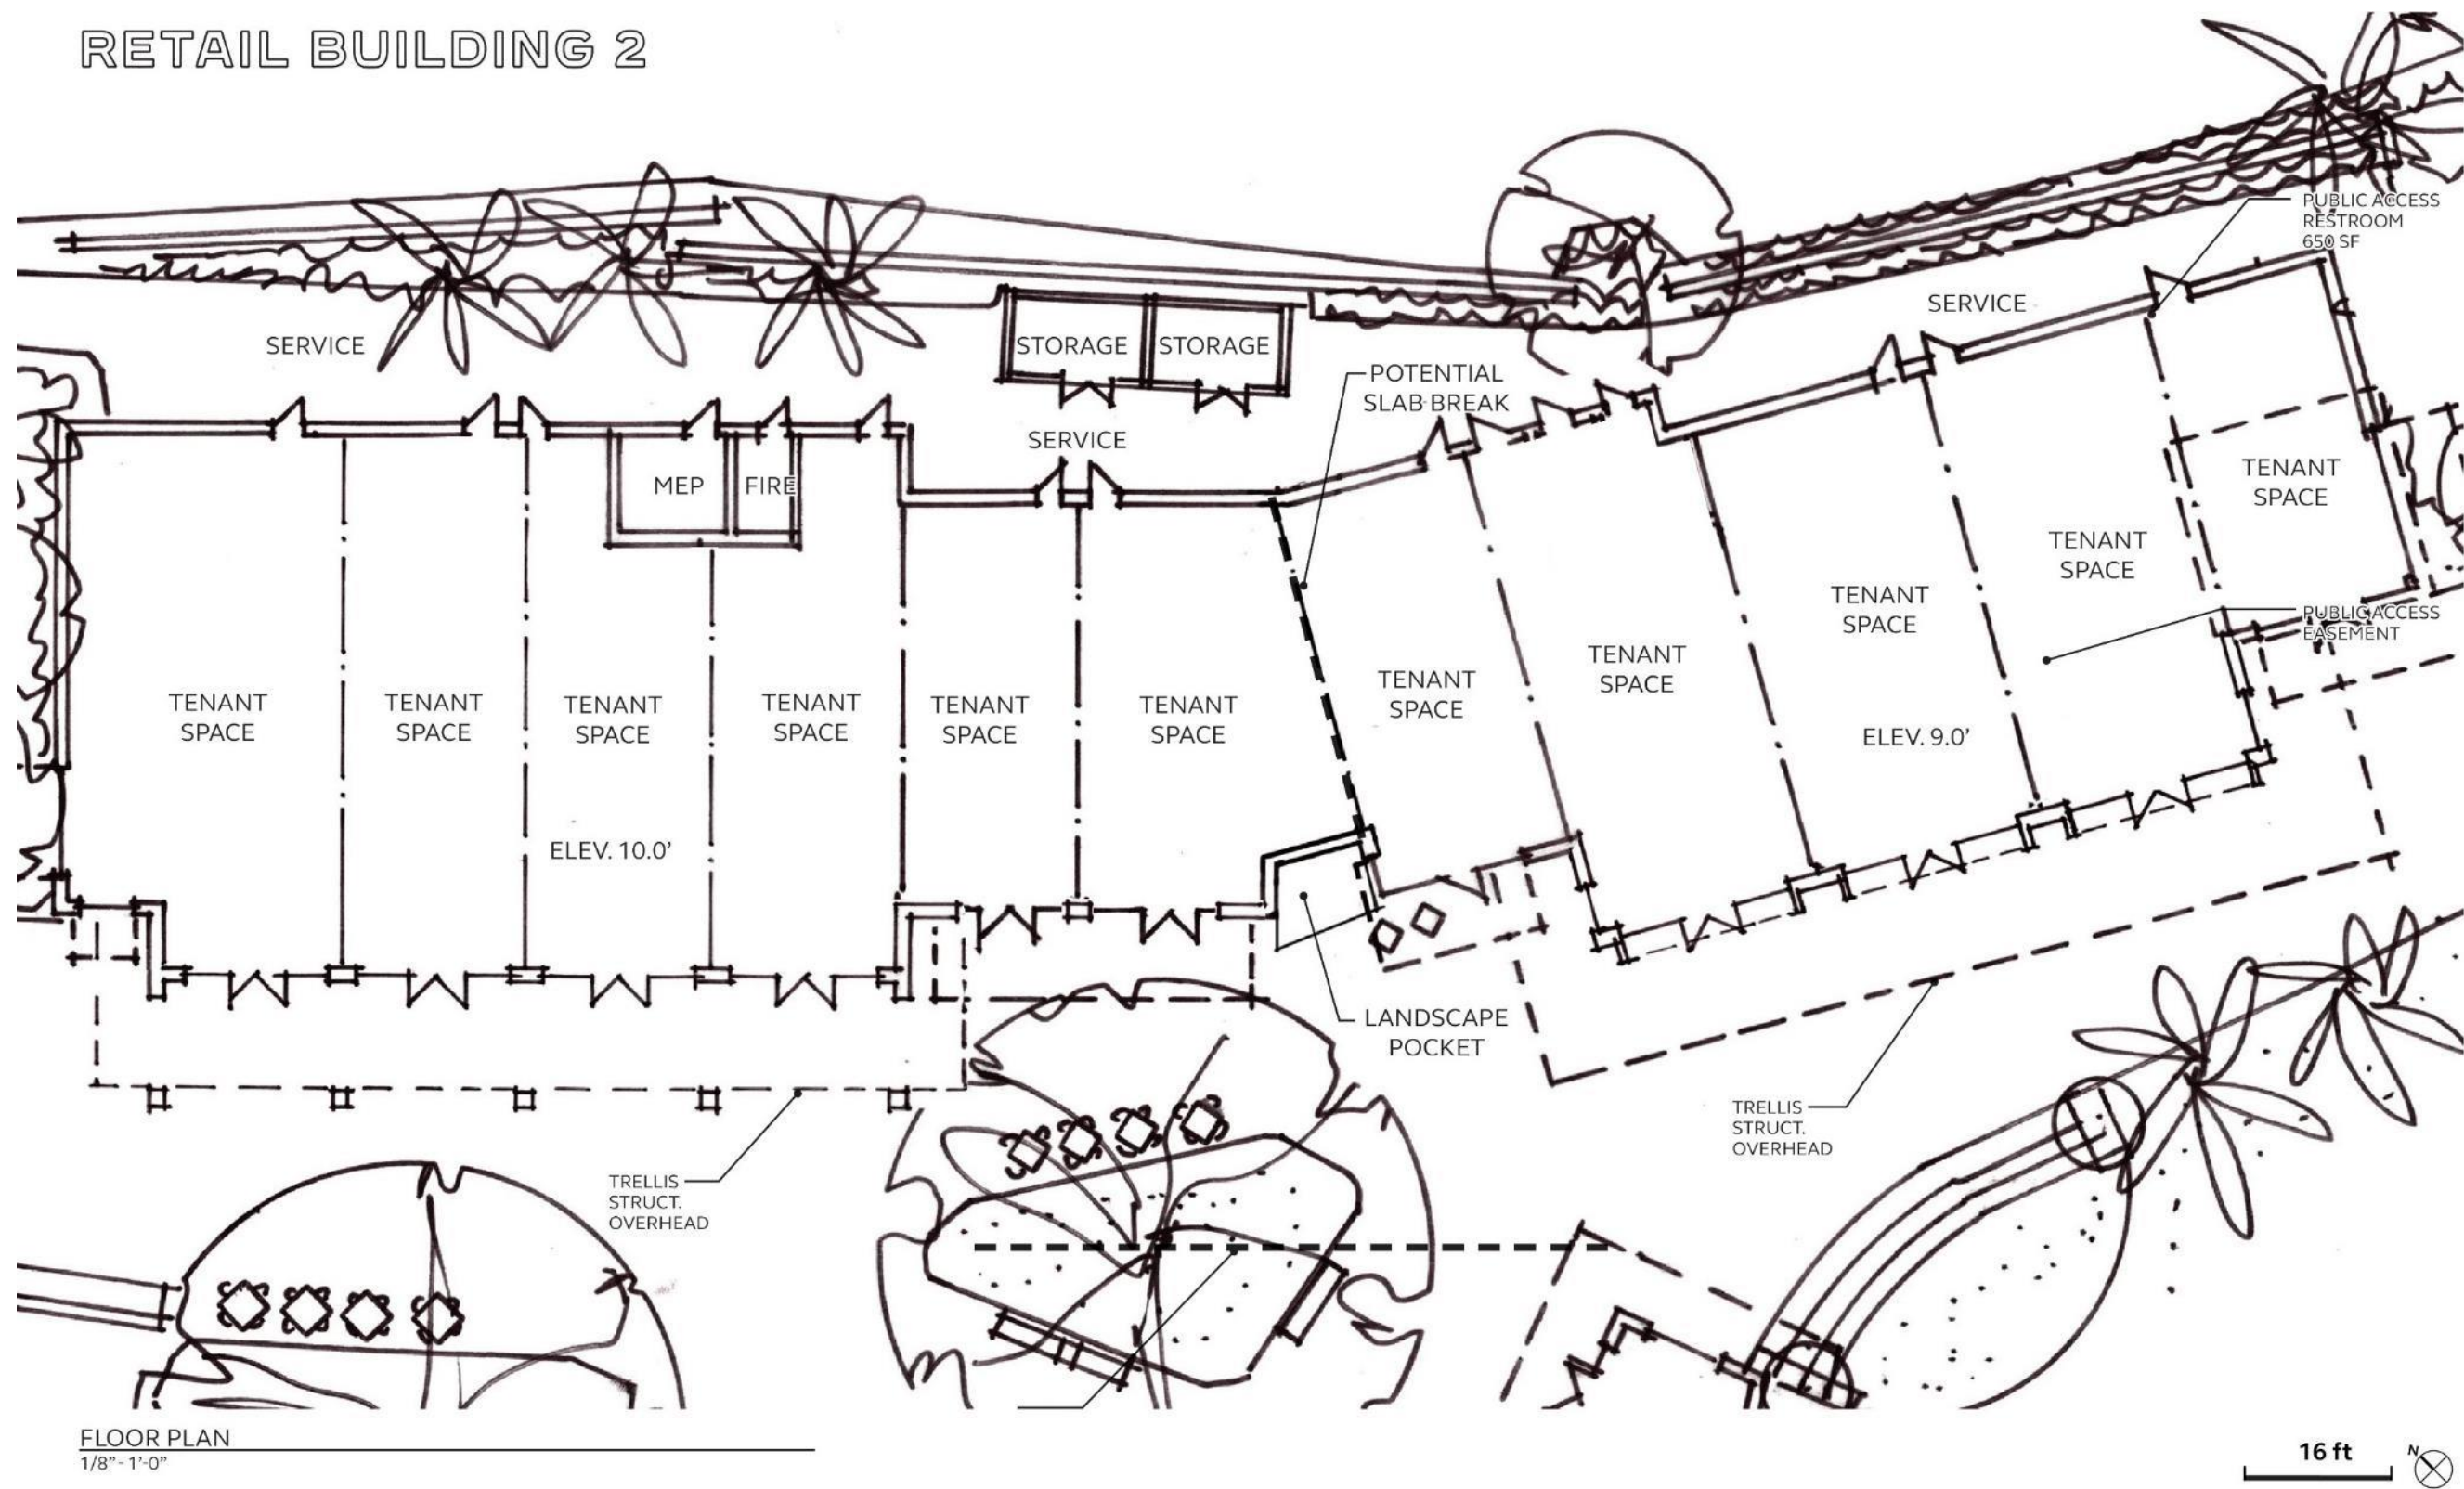 RETAIL BUILDING 2
PUBLIC ACCESS
RESTROOM
650 SF
SERVICE
SERVICE
STORAGE
STORAGE
POTENTIAL
SLAB BREAK
SERVICE
MEP
FIRE
TENANT
SPACE
TENANT
SPACE
TENANT
SPACE
TENANT
SPACE
TENANT
SPACE
TENANT
SPACE
TENANT
SPACE
TENANT
SPACE
TENANT
SPACE
TENANT
SPACE
TENANT
SPACE
PUBLIC ACCESS
EASEMENT
ELEV. 9.0'
ELEV. 10.0'
LANDSCAPE
POCKET
TRELLIS
STRUCT.
OVERHEAD
TRELLIS
STRUCT.
OVERHEAD
FLOOR PLAN
1/8"- 1'-0"
16 ft
N